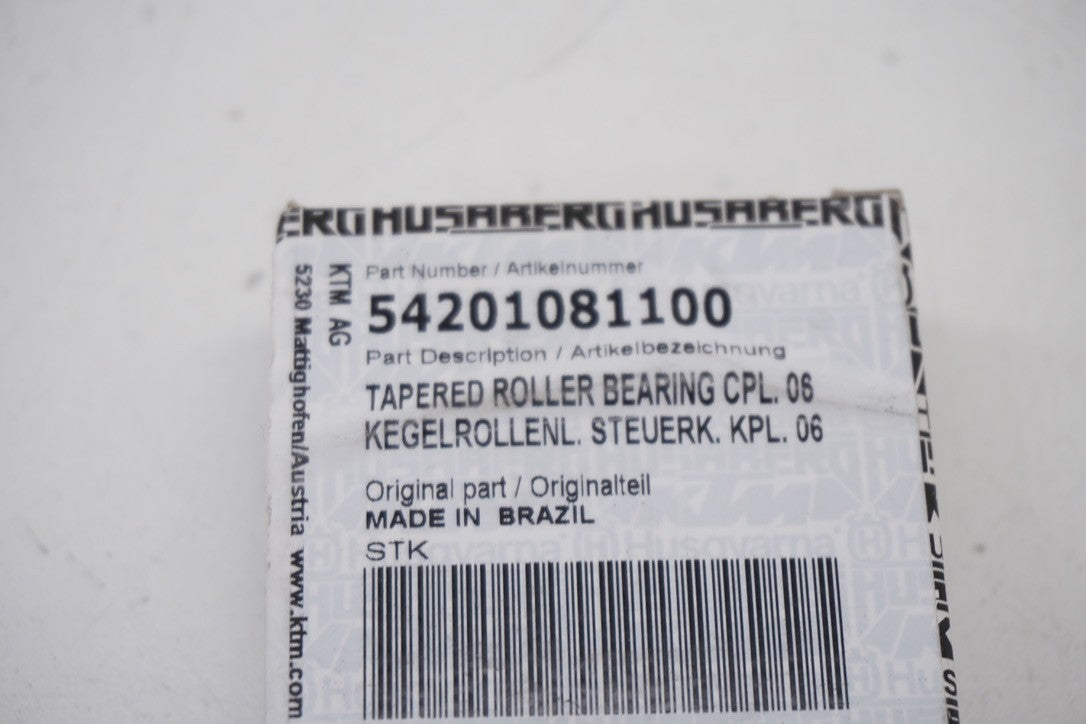 HUSABERG HUSABERG
Part Number / Artikelnummer
54201081100
Part Description / Artikelbezeichnung
TAPERED ROLLER BEARING CPL. 06
KEGELROLLENL. STEUERK. KPL. 06
Original part / Originalteil
MADE IN BRAZIL
STK
KTM AG
5230 Mattighofen/Austria www.ktm.com